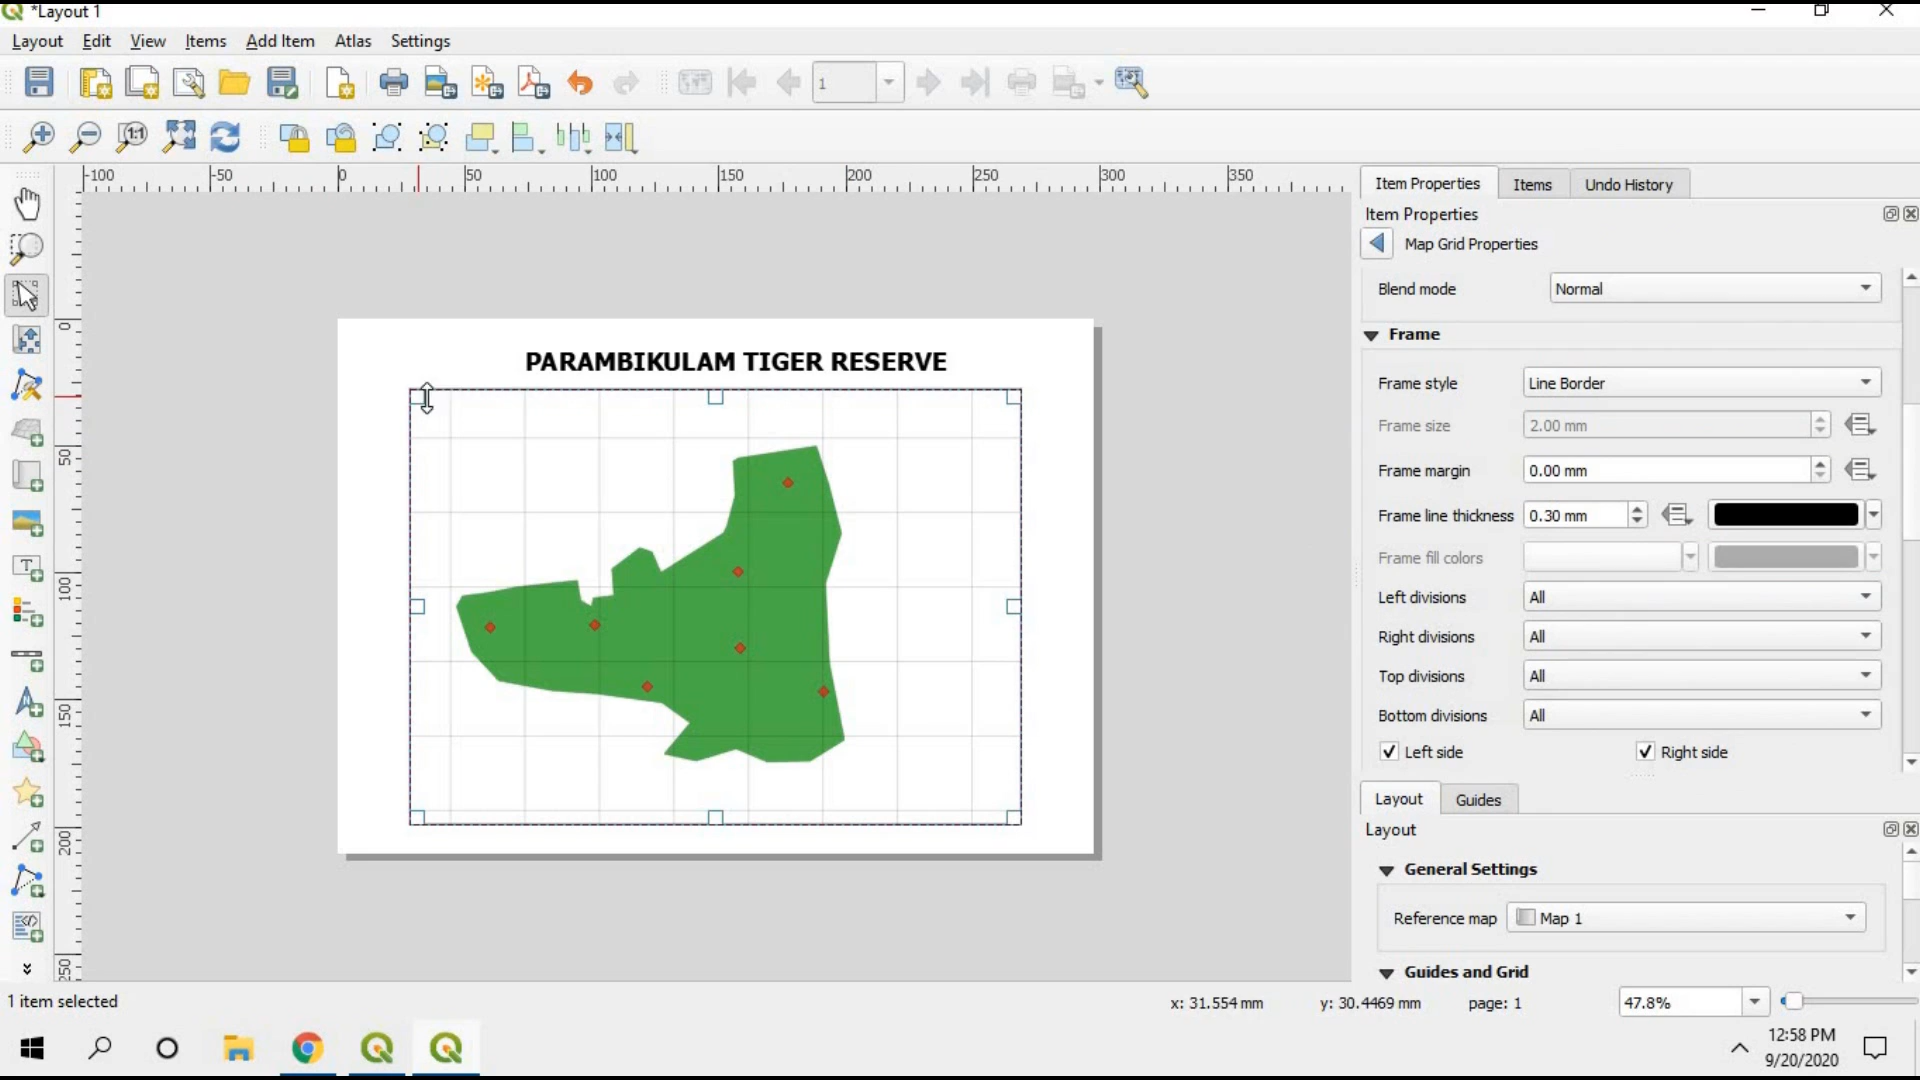 *Layout 1
Layout Edit View Items Add Item Atlas Settings
1
1:1
-100 -50 0 50 100 150 200 250 300 350
0
50
100
150
200
250
Item Properties Items Undo History
Item Properties
Map Grid Properties
Blend mode Normal
Frame
Frame style Line Border
Frame size 2.00 mm
Frame margin 0.00 mm
Frame line thickness 0.30 mm
Frame fill colors
Left divisions All
Right divisions All
Top divisions All
Bottom divisions All
Left side Right side
PARAMBIKULAM TIGER RESERVE
Layout Guides
Layout
General Settings
Reference map Map 1
Guides and Grid
1 item selected
x: 31.554 mm y: 30.4469 mm page: 1 47.8%
12:58 PM
9/20/2020